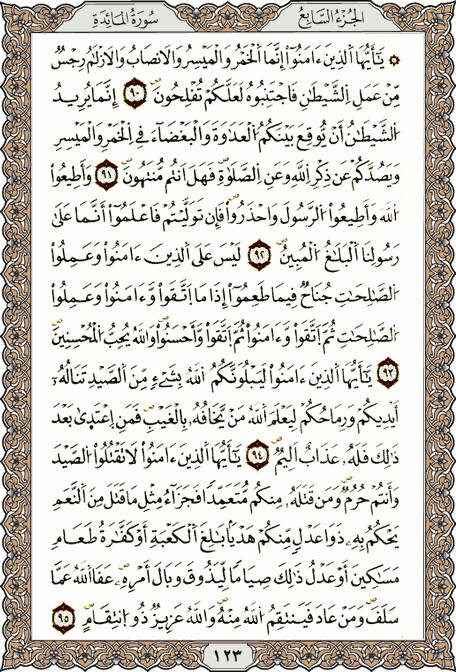 الجزء السابع
سورة المائدة
۞ يَٰٓأَيُّهَا ٱلَّذِينَ ءَامَنُوٓا۟ إِنَّمَا ٱلْخَمْرُ وَٱلْمَيْسِرُ وَٱلْأَنصَابُ وَٱلْأَزْلَٰمُ رِجْسٌ
مِّنْ عَمَلِ ٱلشَّيْطَٰنِ فَٱجْتَنِبُوهُ لَعَلَّكُمْ تُفْلِحُونَ ٩٠ إِنَّمَا يُرِيدُ
ٱلشَّيْطَٰنُ أَن يُوقِعَ بَيْنَكُمُ ٱلْعَدَٰوَةَ وَٱلْبَغْضَآءَ فِى ٱلْخَمْرِ وَٱلْمَيْسِرِ
وَيَصُدَّكُمْ عَن ذِكْرِ ٱللَّهِ وَعَنِ ٱلصَّلَوٰةِ فَهَلْ أَنتُم مُّنتَهُونَ ٩١ وَأَطِيعُوا۟
ٱللَّهَ وَأَطِيعُوا۟ ٱلرَّسُولَ وَٱحْذَرُوا۟ فَإِن تَوَلَّيْتُمْ فَٱعْلَمُوٓا۟ أَنَّمَا عَلَىٰ
رَسُولِنَا ٱلْبَلَٰغُ ٱلْمُبِينُ ٩٢ لَيْسَ عَلَى ٱلَّذِينَ ءَامَنُوا۟ وَعَمِلُوا۟
ٱلصَّٰلِحَٰتِ جُنَاحٌ فِيمَا طَعِمُوٓا۟ إِذَا مَا ٱتَّقَوا۟ وَّءَامَنُوا۟ وَعَمِلُوا۟
ٱلصَّٰلِحَٰتِ ثُمَّ ٱتَّقَوا۟ وَّءَامَنُوا۟ ثُمَّ ٱتَّقَوا۟ وَّأَحْسَنُوا۟ وَٱللَّهُ يُحِبُّ ٱلْمُحْسِنِينَ
٩٣ يَٰٓأَيُّهَا ٱلَّذِينَ ءَامَنُوا۟ لَيَبْلُوَنَّكُمُ ٱللَّهُ بِشَىْءٍ مِّنَ ٱلصَّيْدِ تَنَالُهُۥٓ
أَيْدِيكُمْ وَرِمَاحُكُمْ لِيَعْلَمَ ٱللَّهُ مَن يَخَافُهُۥ بِٱلْغَيْبِ فَمَنِ ٱعْتَدَىٰ بَعْدَ
ذَٰلِكَ فَلَهُۥ عَذَابٌ أَلِيمٌ ٩٤ يَٰٓأَيُّهَا ٱلَّذِينَ ءَامَنُوا۟ لَا تَقْتُلُوا۟ ٱلصَّيْدَ
وَأَنتُمْ حُرُمٌ وَمَن قَتَلَهُۥ مِنكُم مُّتَعَمِّدًا فَجَزَآءٌ مِّثْلُ مَا قَتَلَ مِنَ ٱلنَّعَمِ
يَحْكُمُ بِهِۦ ذَوَا عَدْلٍ مِّنكُمْ هَدْيًۢا بَٰلِغَ ٱلْكَعْبَةِ أَوْ كَفَّٰرَةٌ طَعَامُ
مَسَٰكِينَ أَوْ عَدْلُ ذَٰلِكَ صِيَامًا لِّيَذُوقَ وَبَالَ أَمْرِهِۦ عَفَا ٱللَّهُ عَمَّا
سَلَفَ وَمَنْ عَادَ فَيَنتَقِمُ ٱللَّهُ مِنْهُ وَٱللَّهُ عَزِيزٌ ذُو ٱنتِقَامٍ ٩٥
١٢٣